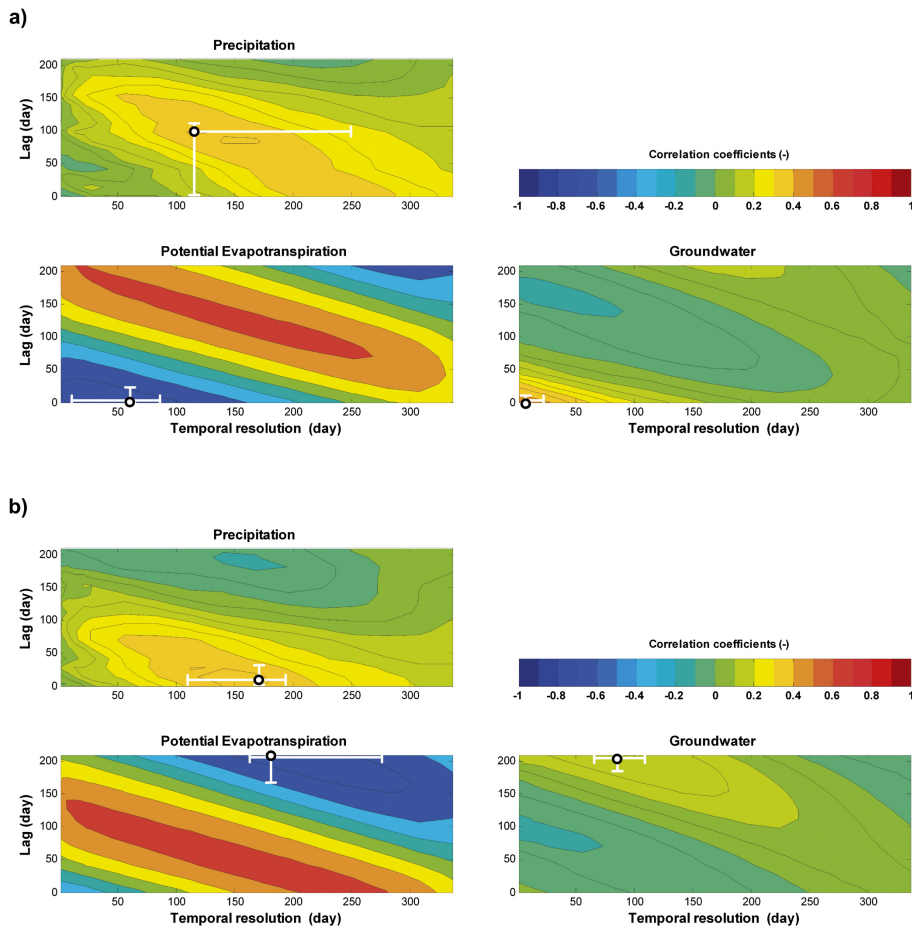 a)
Precipitation
Lag (day)
200
150
100
50
0
50 100 150 200 250 300
Correlation coefficients (-)
-1 -0.8 -0.6 -0.4 -0.2 0 0.2 0.4 0.6 0.8 1
Potential Evapotranspiration
Lag (day)
200
150
100
50
0
50 100 150 200 250 300
Temporal resolution (day)
Groundwater
200
150
100
50
0
50 100 150 200 250 300
Temporal resolution (day)
b)
Precipitation
Lag (day)
200
150
100
50
0
50 100 150 200 250 300
Correlation coefficients (-)
-1 -0.8 -0.6 -0.4 -0.2 0 0.2 0.4 0.6 0.8 1
Potential Evapotranspiration
Lag (day)
200
150
100
50
0
50 100 150 200 250 300
Temporal resolution (day)
Groundwater
200
150
100
50
0
50 100 150 200 250 300
Temporal resolution (day)